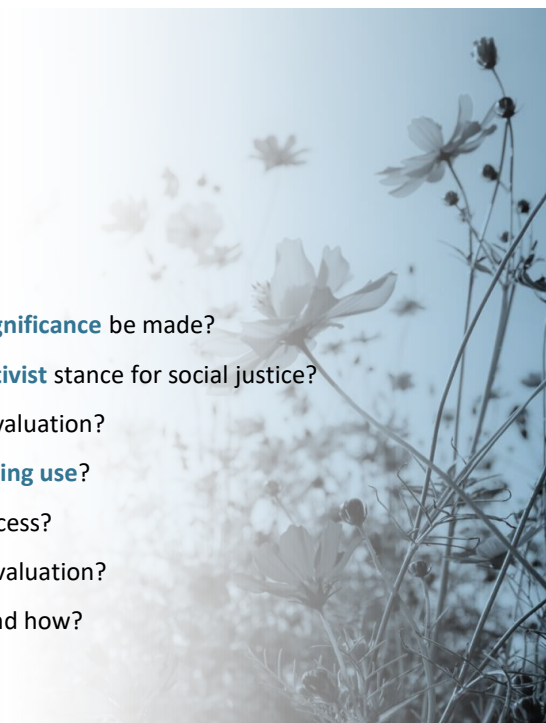 gnificance be made?
tivist stance for social justice?
valuation?
ing use?
cess?
valuation?
nd how?